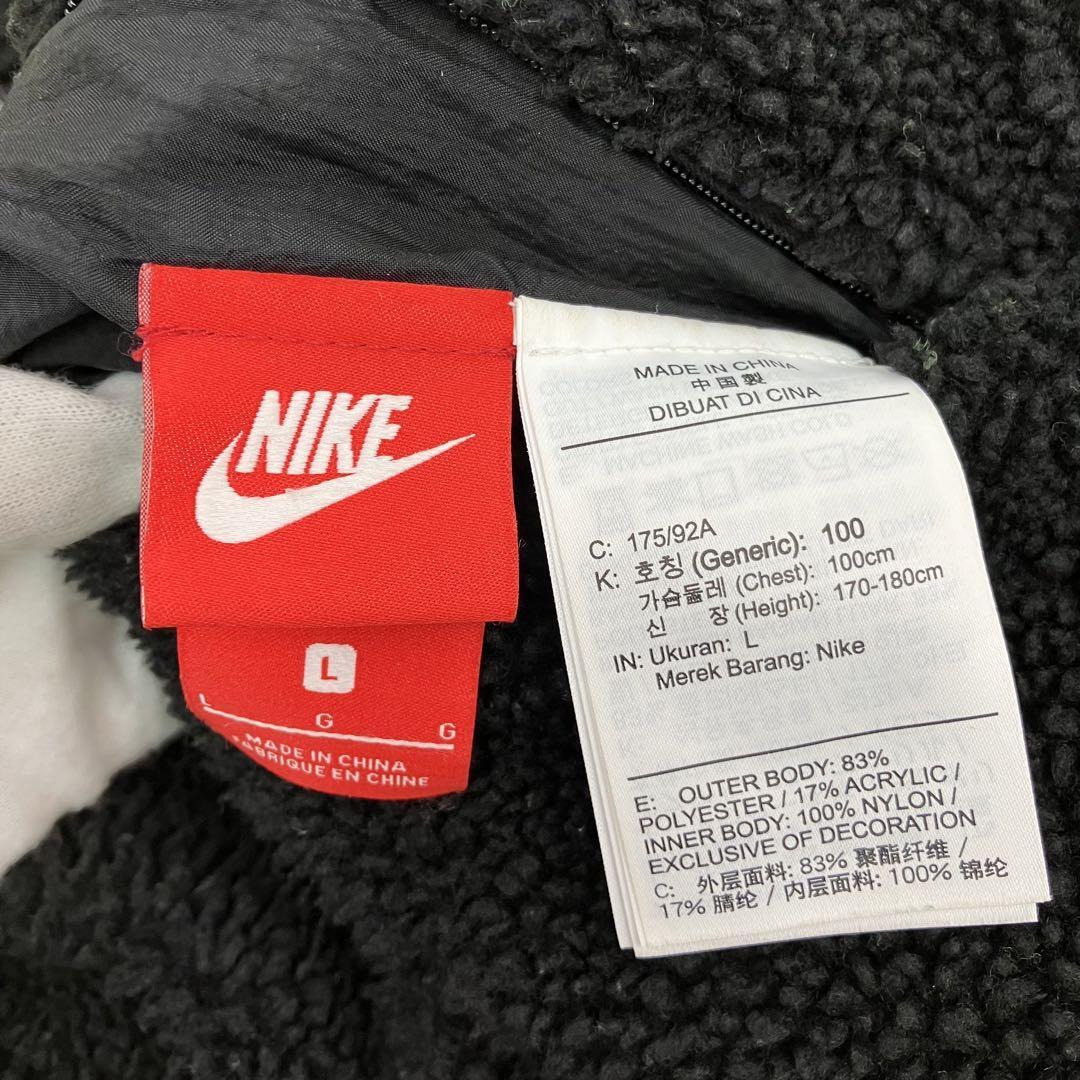 NIKE
L
L G G
MADE IN CHINA
FABRIQUE EN CHINE
MADE IN CHINA
中国製
DIBUAT DI CINA
C: 175/92A
K: 호칭 (Generic): 100
가슴둘레 (Chest): 100cm
신 장 (Height): 170-180cm
IN: Ukuran: L
Merek Barang: Nike
E: OUTER BODY: 83%
POLYESTER / 17% ACRYLIC /
INNER BODY: 100% NYLON /
EXCLUSIVE OF DECORATION
C: 外层面料: 83% 聚酯纤维 /
17% 腈纶 / 内层面料: 100% 锦纶